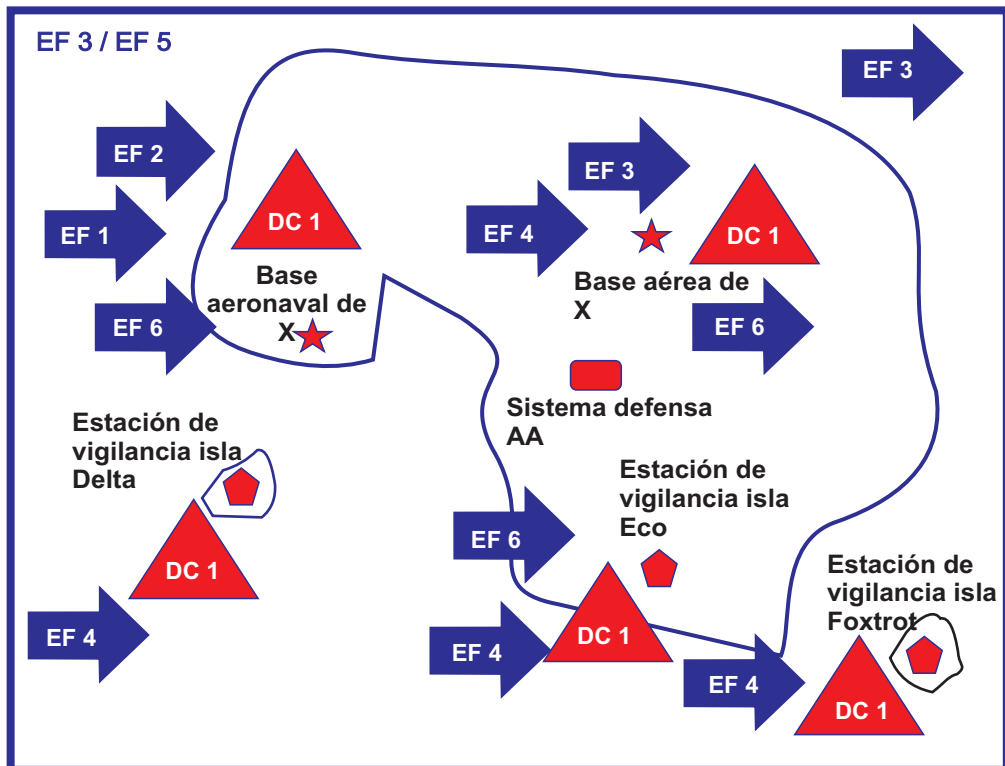 EF 3 / EF 5
EF 3
EF 2
EF 3
DC 1
EF 1
EF 4
DC 1
Base
aeronaval de
X
Base aérea de
X
EF 6
EF 6
Sistema defensa
AA
Estación de
vigilancia isla
Delta
Estación de
vigilancia isla
Eco
EF 6
DC 1
Estación de
vigilancia isla
Foxtrot
EF 4
DC 1
EF 4
EF 4
DC 1